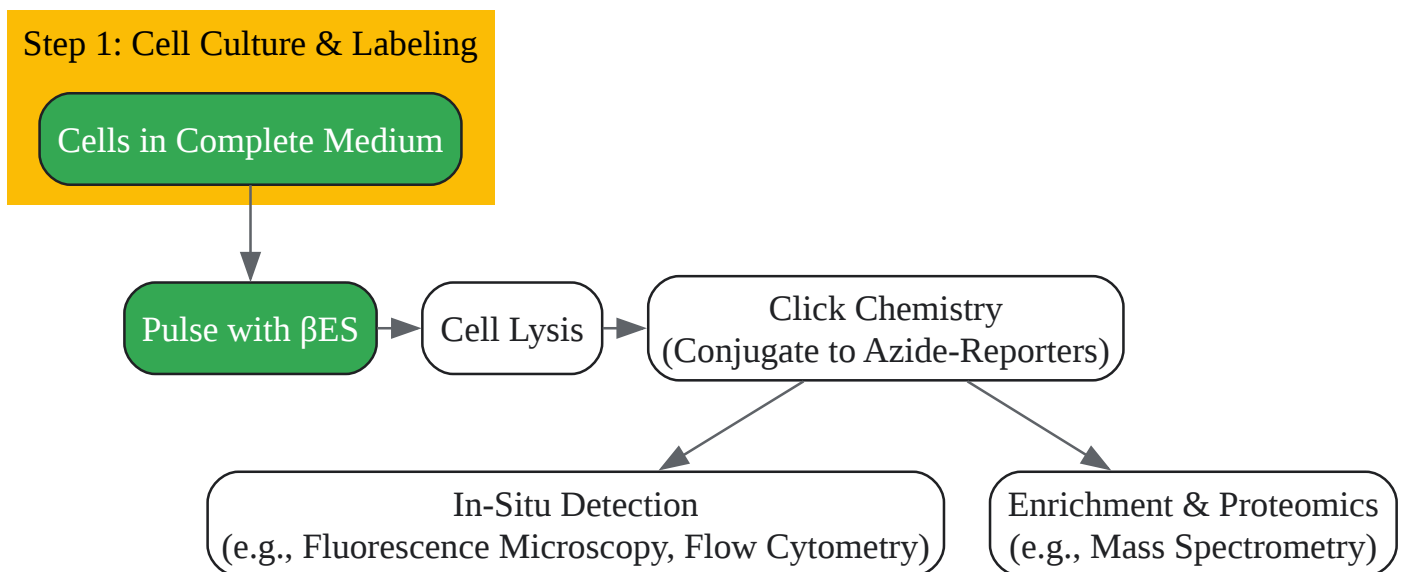 Step 1: Cell Culture & Labeling
Cells in Complete Medium
Pulse with βES
Cell Lysis
Click Chemistry
(Conjugate to Azide-Reporters)
In-Situ Detection
(e.g., Fluorescence Microscopy, Flow Cytometry)
Enrichment & Proteomics
(e.g., Mass Spectrometry)